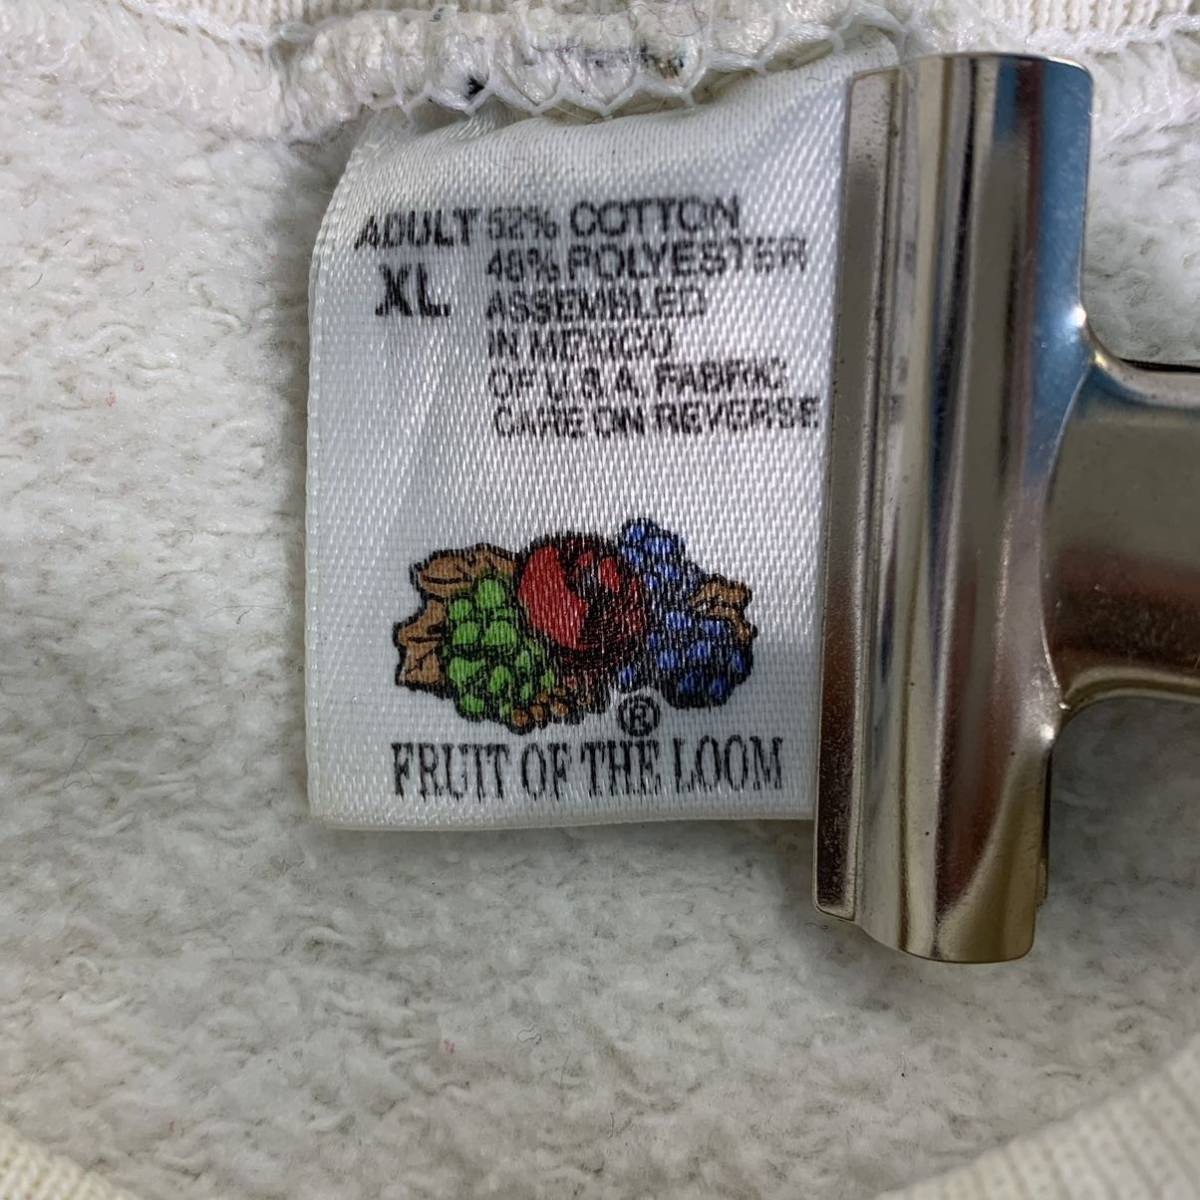 ADULT 52% COTTON
XL 48% POLYESTER
ASSEMBLED
IN MEXICO
OF U.S.A. FABRIC
CARE ON REVERSE
®
FRUIT OF THE LOOM